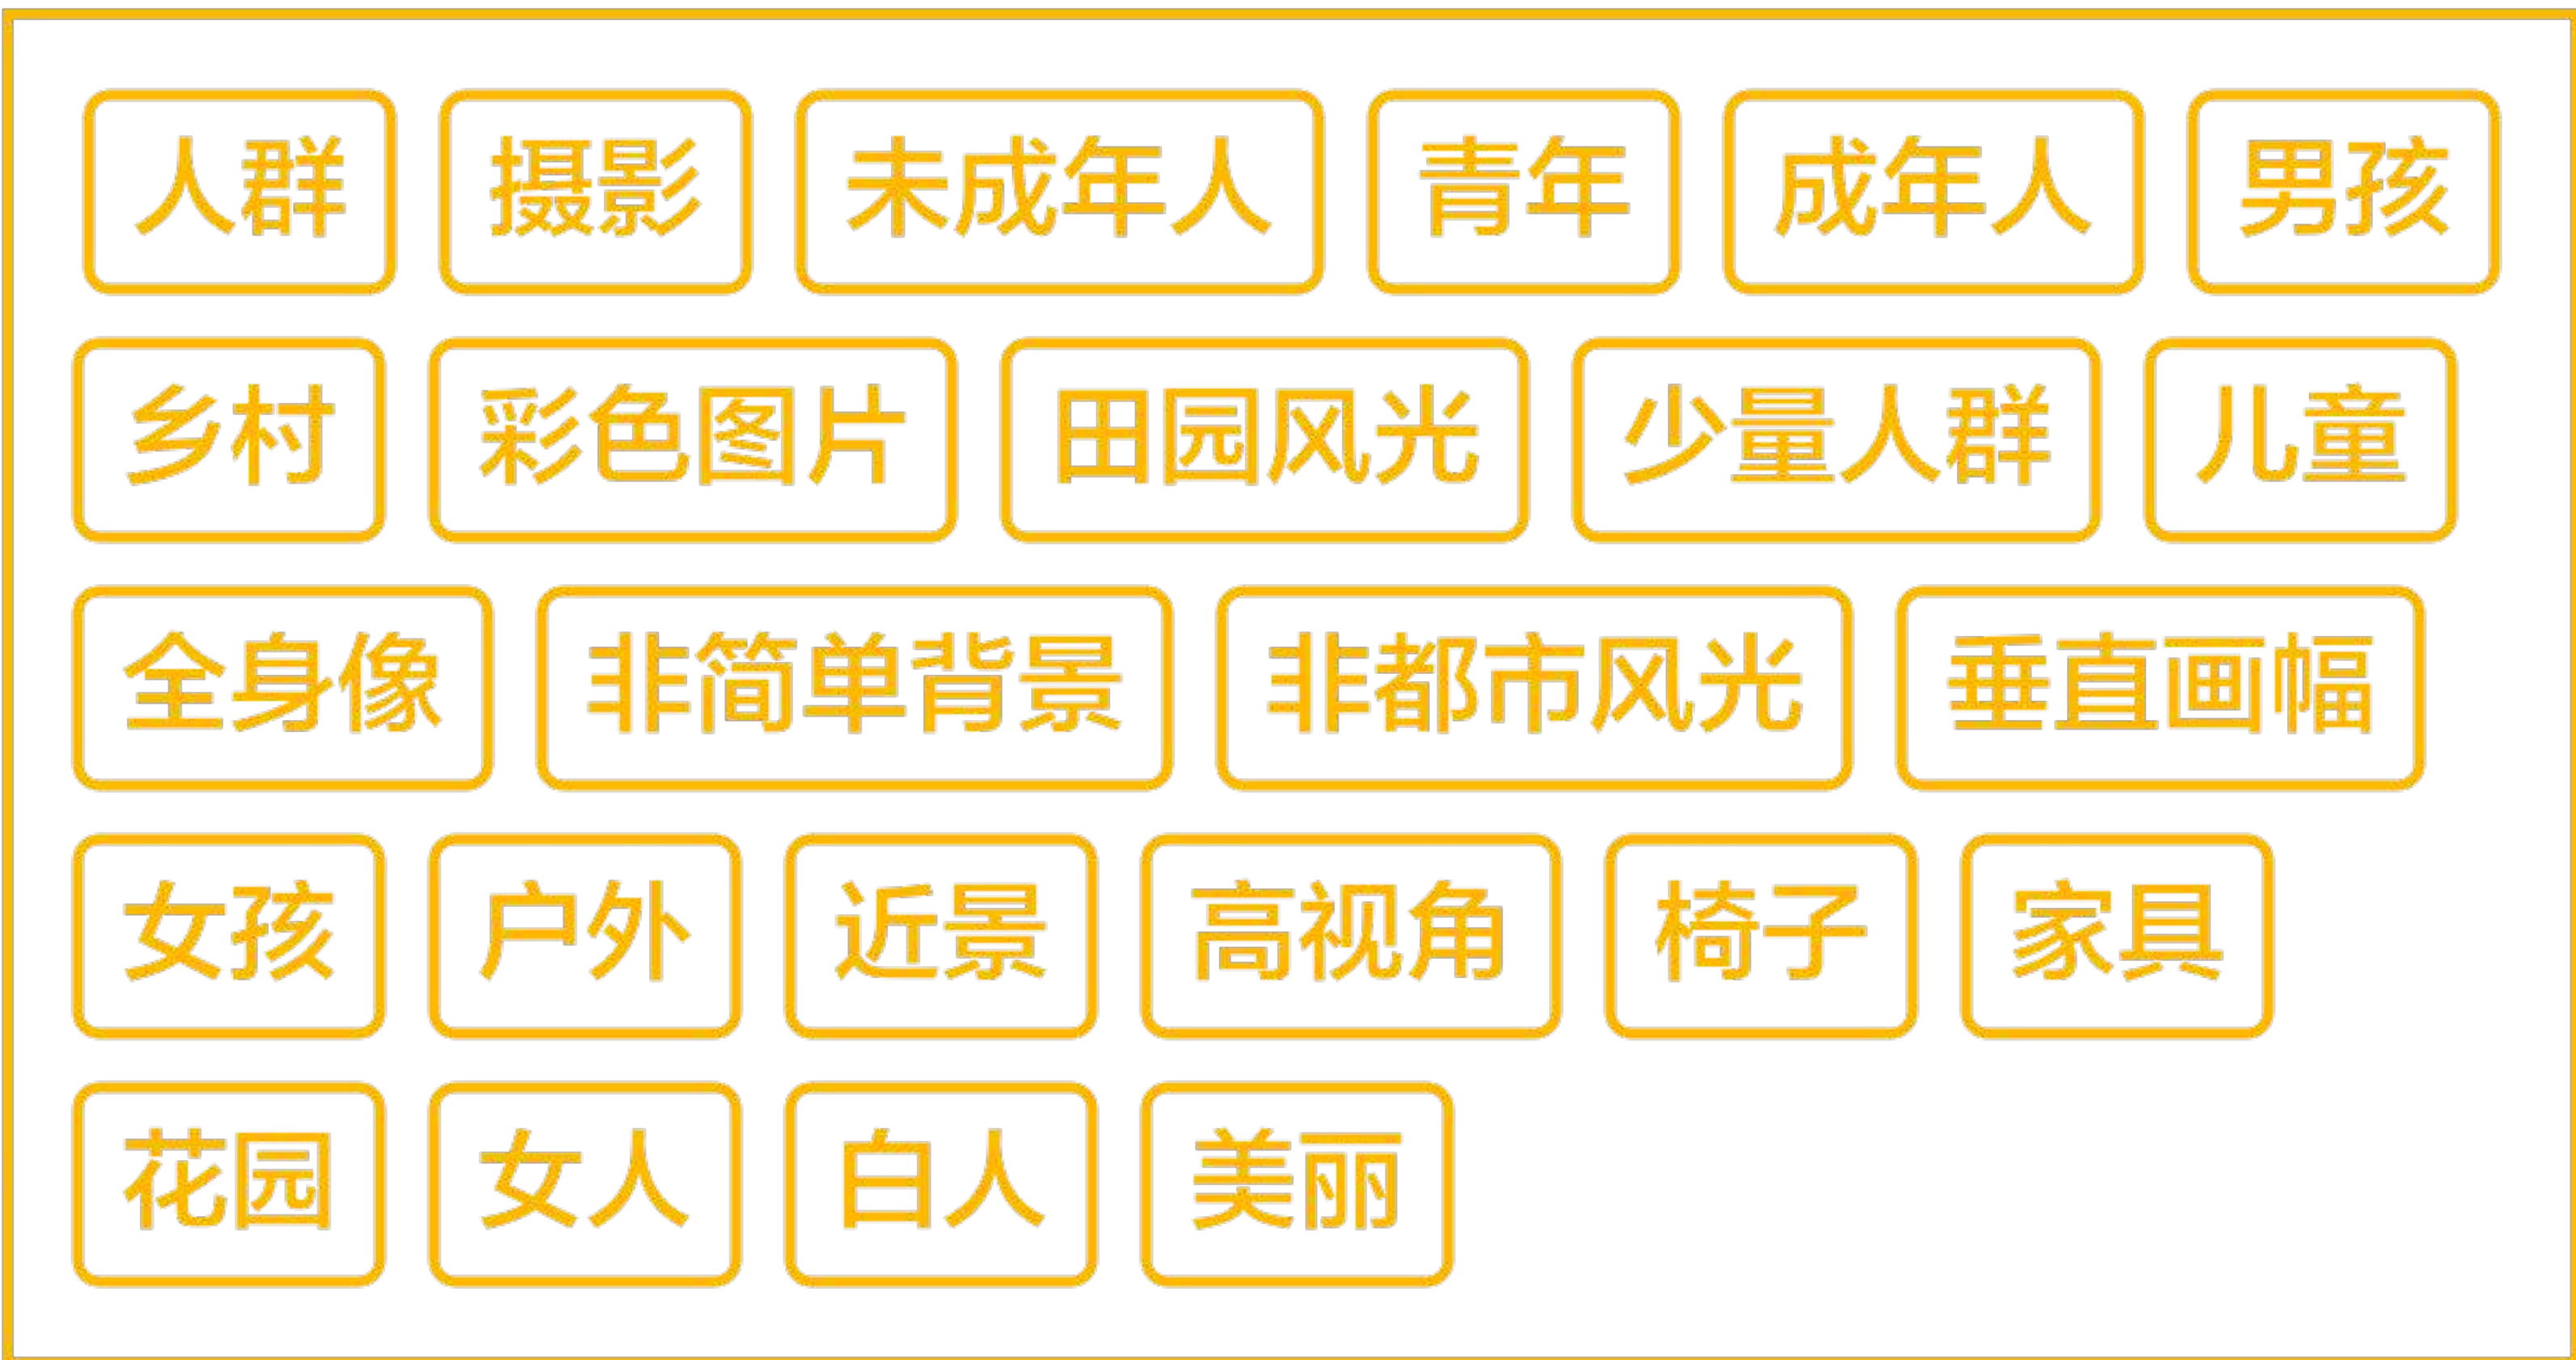 人群 摄影 未成年人 青年 成年人 男孩
乡村 彩色图片 田园风光 少量人群 儿童
全身像 非简单背景 非都市风光 垂直画幅
女孩 户外 近景 高视角 椅子 家具
花园 女人 白人 美丽